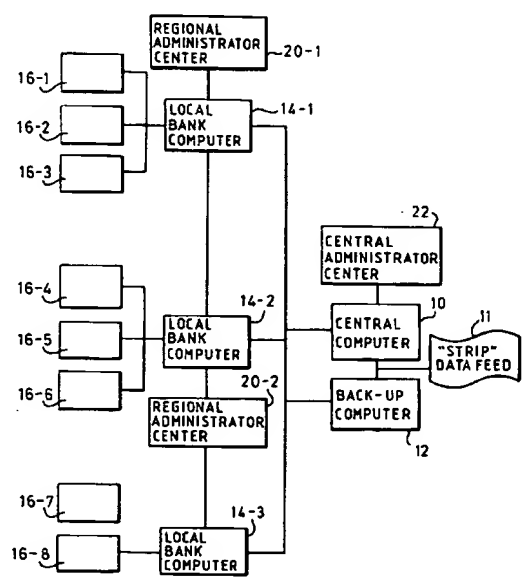 REGIONAL
ADMINISTRATOR
CENTER
20-1
16-1
LOCAL
BANK
COMPUTER
14-1
16-2
16-3
22
CENTRAL
ADMINISTRATOR
CENTER
16-4
14-2
10
11
LOCAL
BANK
COMPUTER
CENTRAL
COMPUTER
"STRIP"
DATA FEED
16-5
16-6
20-2
REGIONAL
ADMINISTRATOR
CENTER
BACK-UP
COMPUTER
12
16-7
14-3
16-8
LOCAL
BANK
COMPUTER